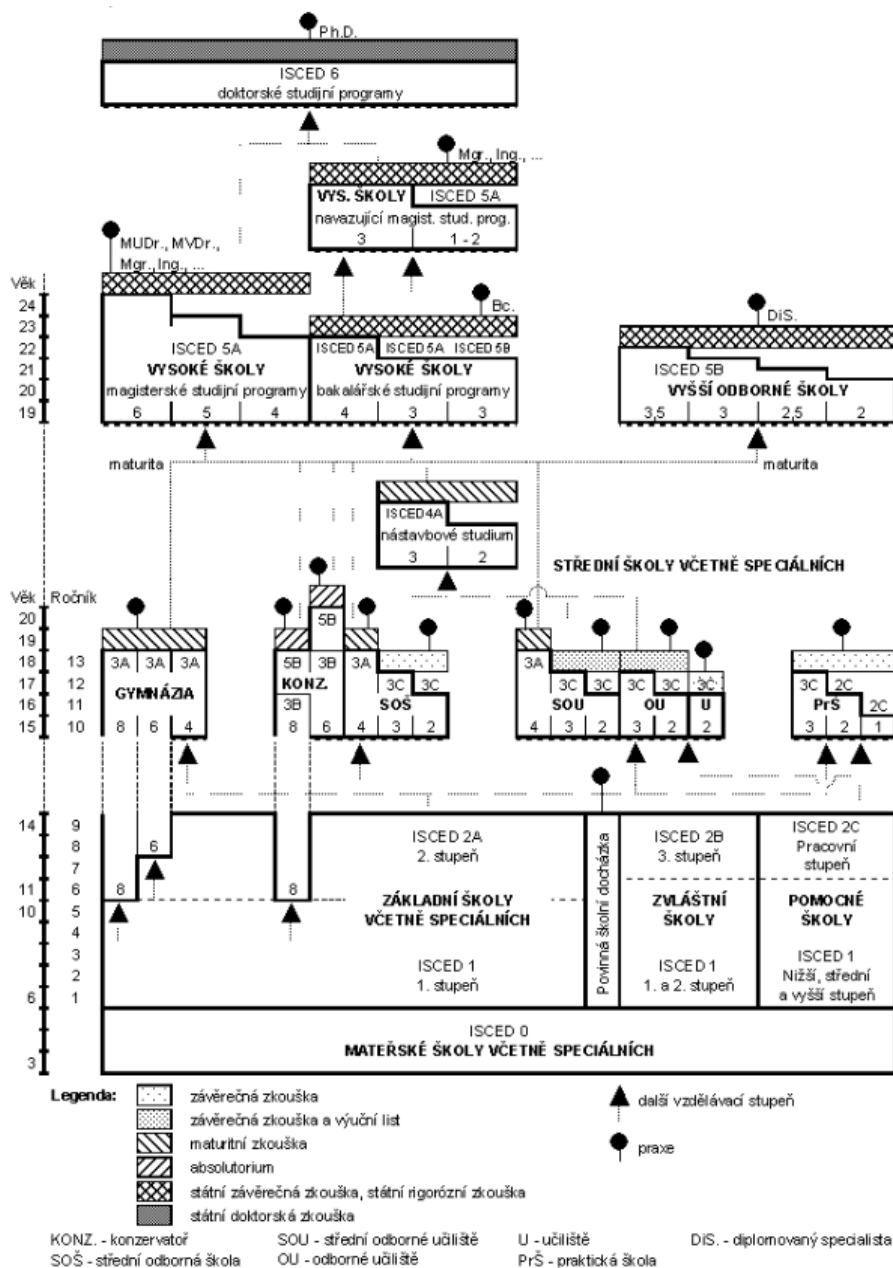 Ph.D.
ISCED 6
doktorské studijní programy
Mgr., Ing., ...
VYS. ŠKOLY ISCED 5A
navazující magist. stud. prog.
3 1 - 2
MUDr., MVDr.,
Mgr., Ing., ...
Bc.
DiS.
Věk
24
23
22
21
20
19
ISCED 5A
VYSOKÉ ŠKOLY
magisterské studijní programy
6 5 4
ISCED 5A ISCED 5A ISCED 5B
VYSOKÉ ŠKOLY
bakalářské studijní programy
4 3 3
ISCED 5B
VYŠŠÍ ODBORNÉ ŠKOLY
3,5 3 2,5 2
maturita
maturita
ISCED4A
nástavbové studium
3 2
STŘEDNÍ ŠKOLY VČETNĚ SPECIÁLNÍCH
Věk Ročník
20
19
18 13
17 12
16 11
15 10
3A 3A 3A
GYMNÁZIA
8 6 4
5B
5B 3B
KONZ.
3B
8 6
3A
3C 3C
SOŠ
4 3 2
3A
3C 3C
SOU
4 3 2
3C 3C
OU
3 2
3C
U
2
3C 2C
PrŠ 2C
3 2 1
14 9
8
7
11 6
10 5
4
3
2
6 1
3
8
6
8
ISCED 2A
2. stupeň
ZÁKLADNÍ ŠKOLY
VČETNĚ SPECIÁLNÍCH
ISCED 1
1. stupeň
Povinná školní docházka
ISCED 2B
3. stupeň
ZVLÁŠTNÍ
ŠKOLY
ISCED 1
1. a 2. stupeň
ISCED 2C
Pracovní
stupeň
POMOCNÉ
ŠKOLY
ISCED 1
Nižší, střední
a vyšší stupeň
ISCED 0
MATEŘSKÉ ŠKOLY VČETNĚ SPECIÁLNÍCH
Legenda:
závěrečná zkouška
závěrečná zkouška a výuční list
maturitní zkouška
absolutorium
státní závěrečná zkouška, státní rigorózní zkouška
státní doktorská zkouška
další vzdělávací stupeň
praxe
KONZ. - konzervatoř SOU - střední odborné učiliště U - učiliště DiS. - diplomovaný specialista
SOŠ - střední odborná škola OU - odborné učiliště PrŠ - praktická škola